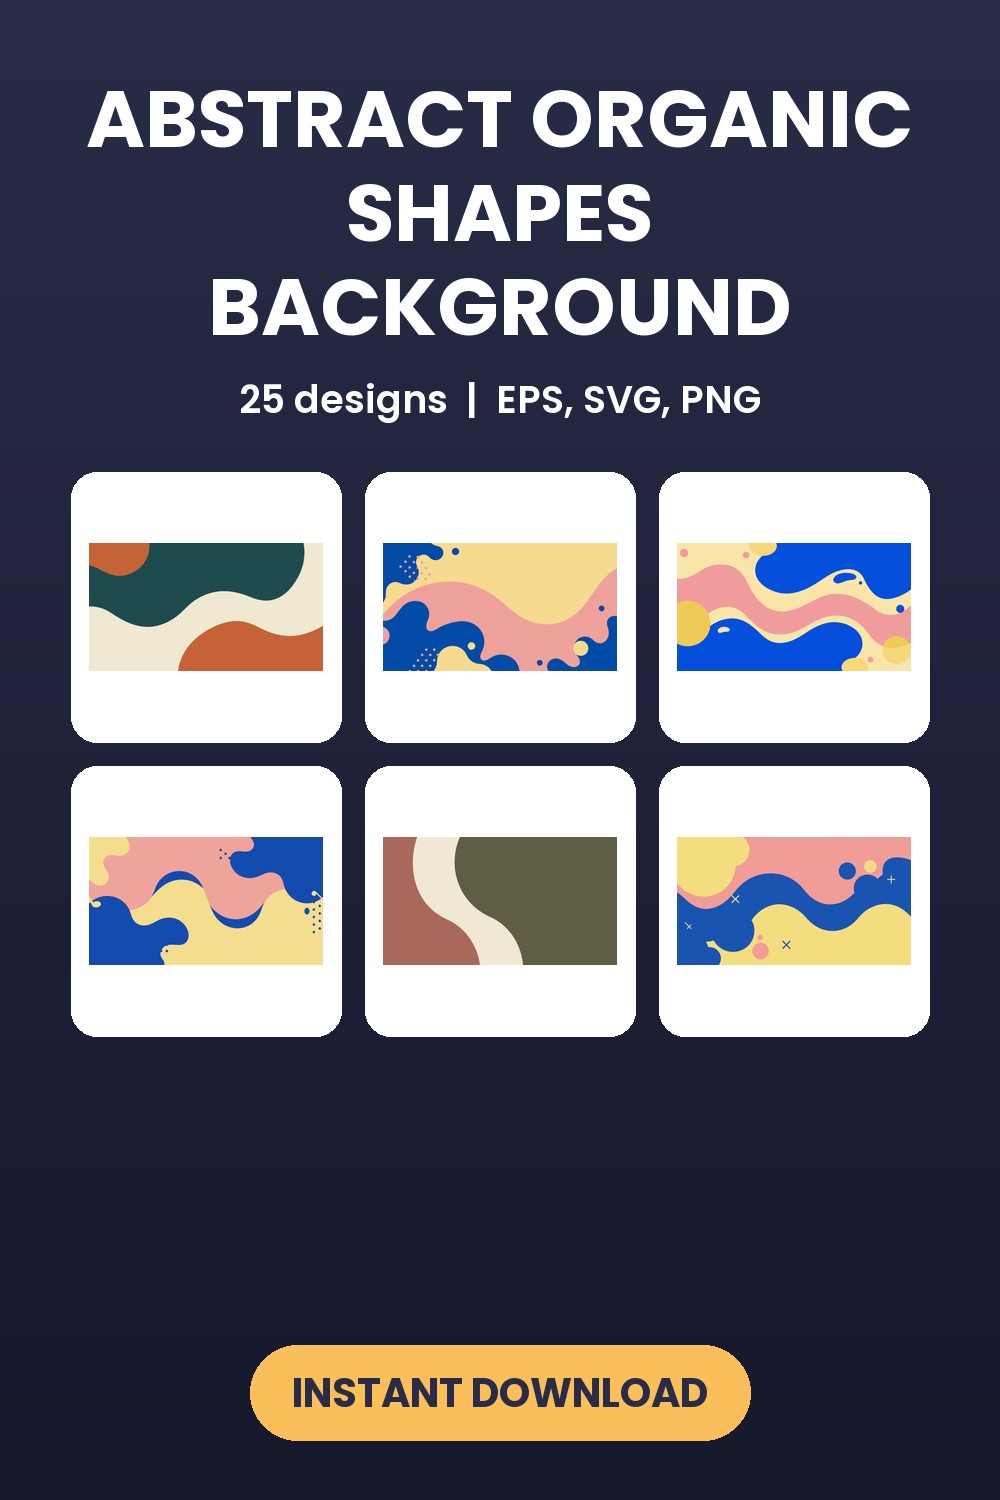 ABSTRACT ORGANIC
SHAPES
BACKGROUND
25 designs | EPS, SVG, PNG
INSTANT DOWNLOAD